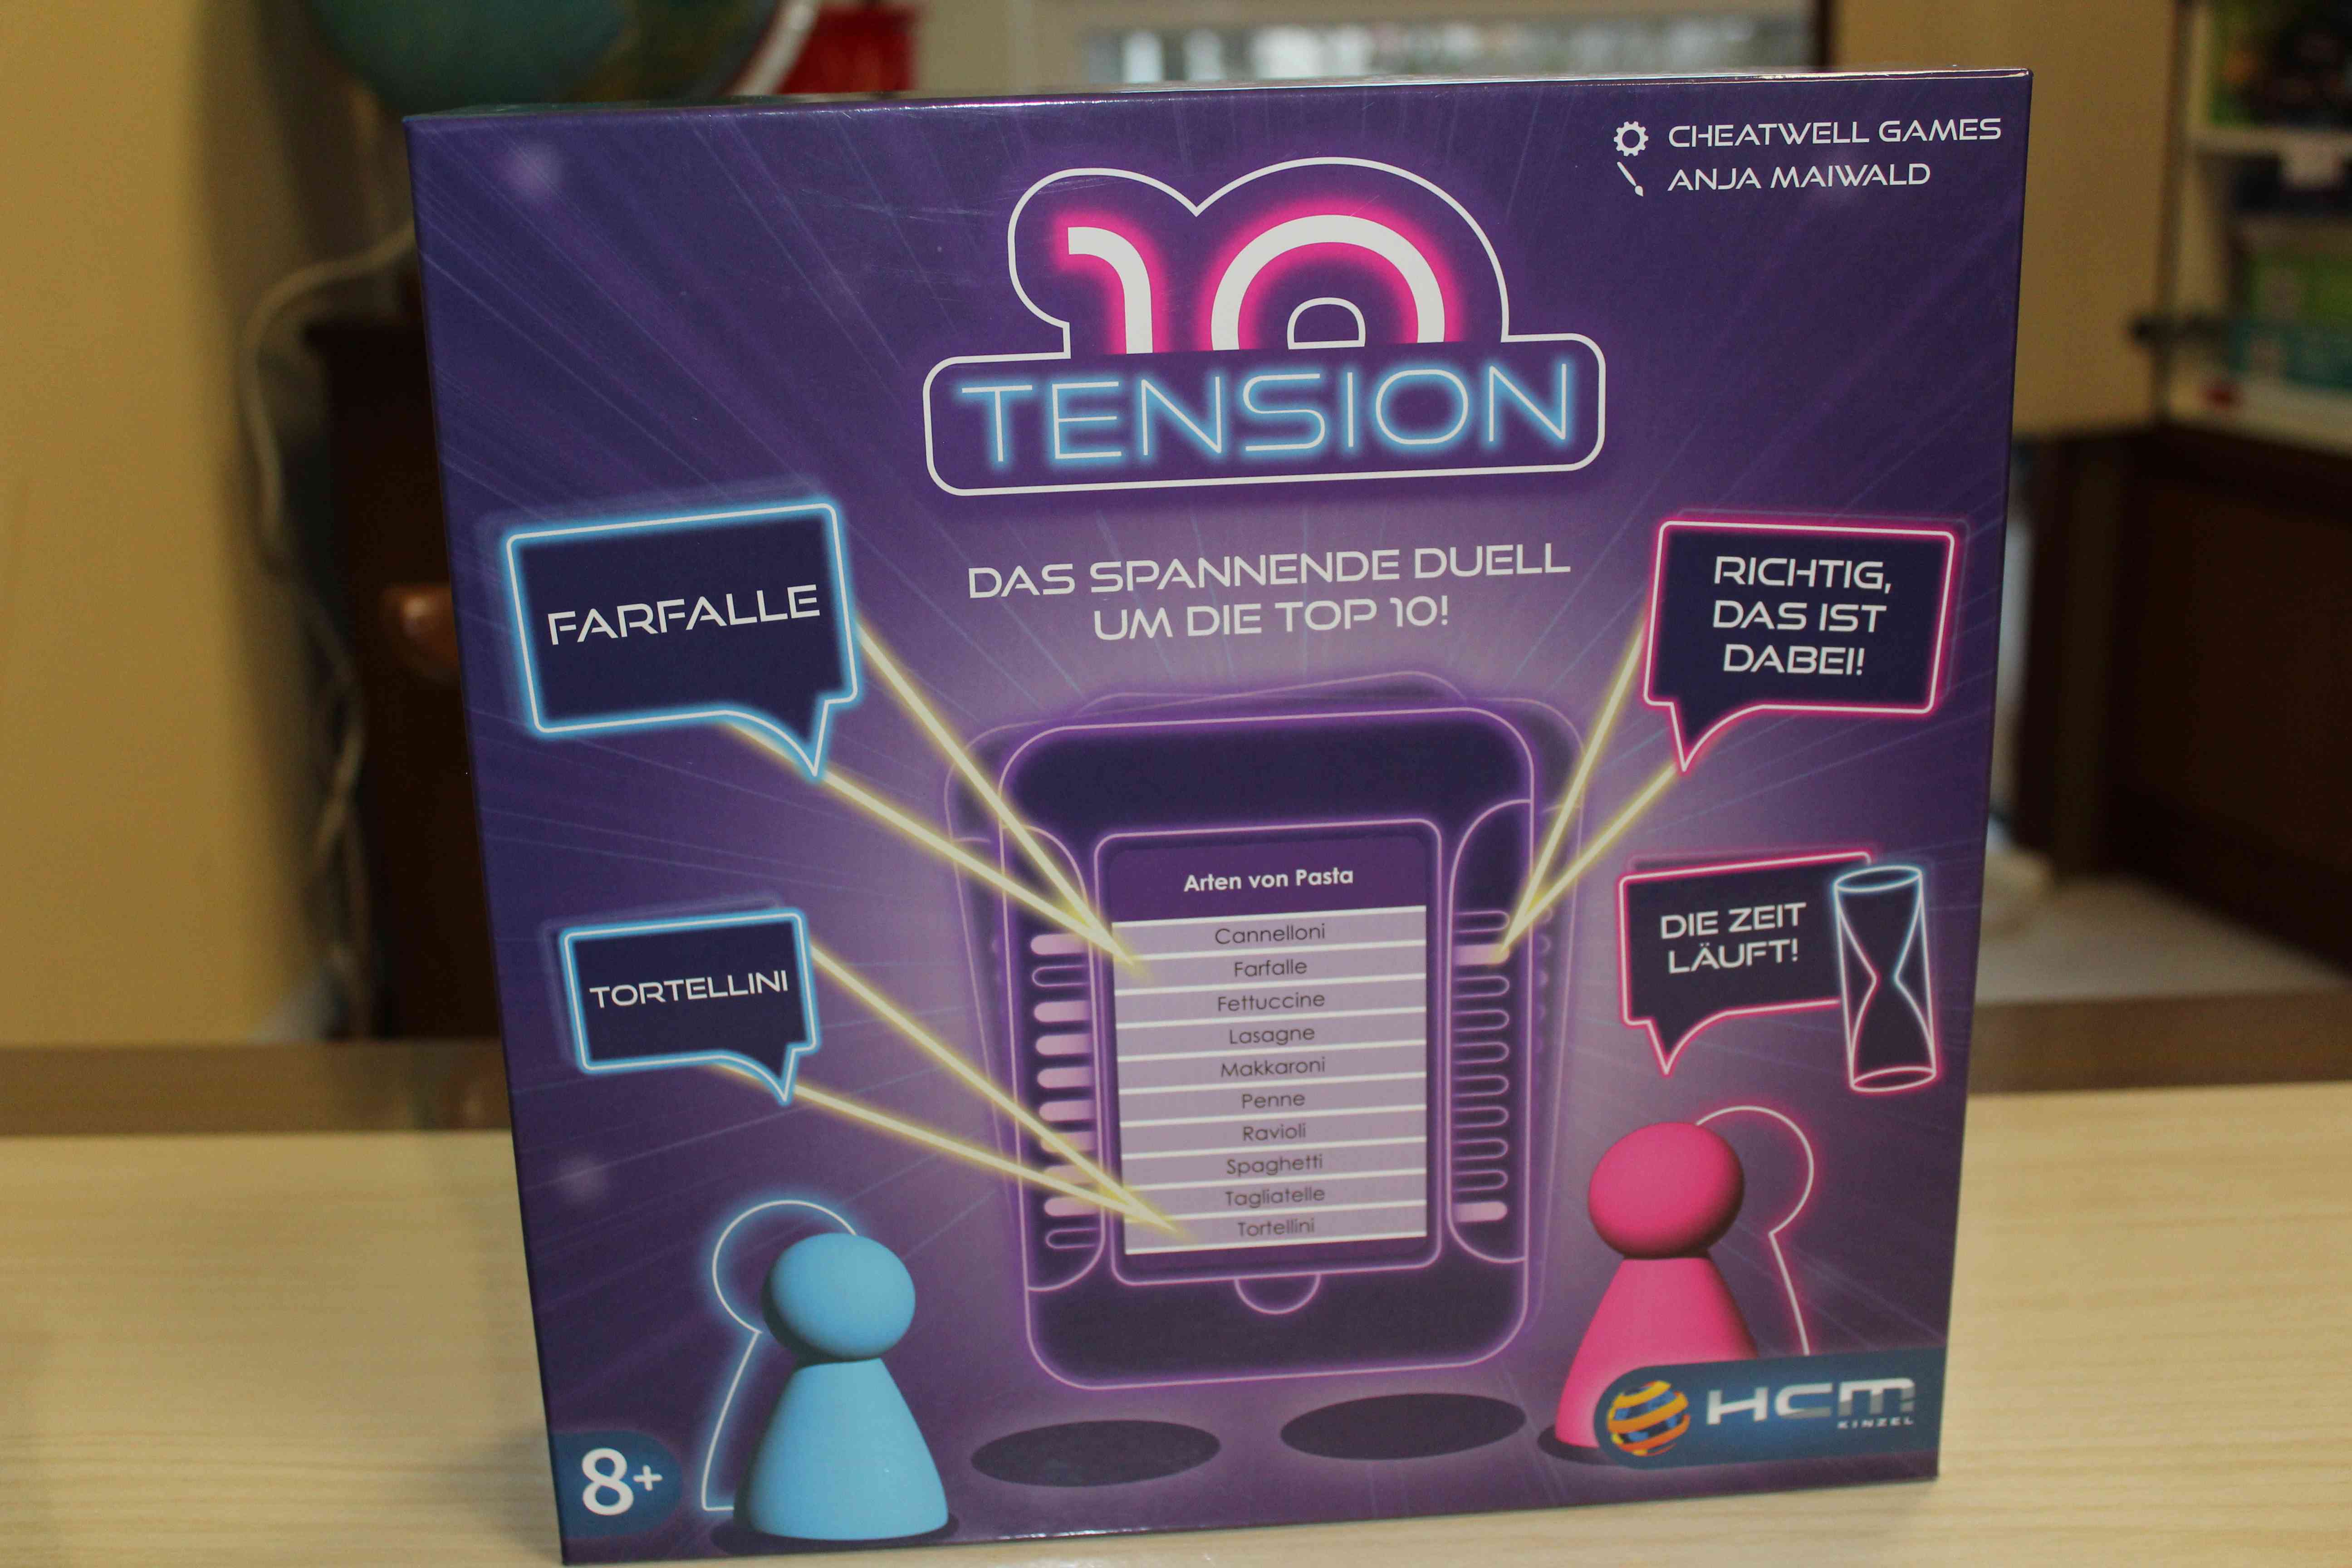 CHEATWELL GAMES
ANJA MAIWALD
10
TENSION
DAS SPANNENDE DUELL
UM DIE TOP 10!
FARFALLE
RICHTIG,
DAS IST
DABEI!
TORTELLINI
DIE ZEIT
LÄUFT!
Arten von Pasta
Cannelloni
Farfalle
Fettuccine
Lasagne
Makkaroni
Penne
Ravioli
Spaghetti
Tagliatelle
Tortellini
8+
HCM
KINZEL